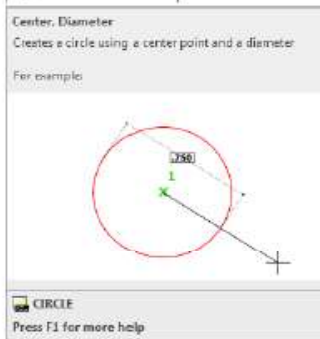 Center, Diameter
Creates a circle using a center point and a diameter
For example:
.750
1
CIRCLE
Press F1 for more help